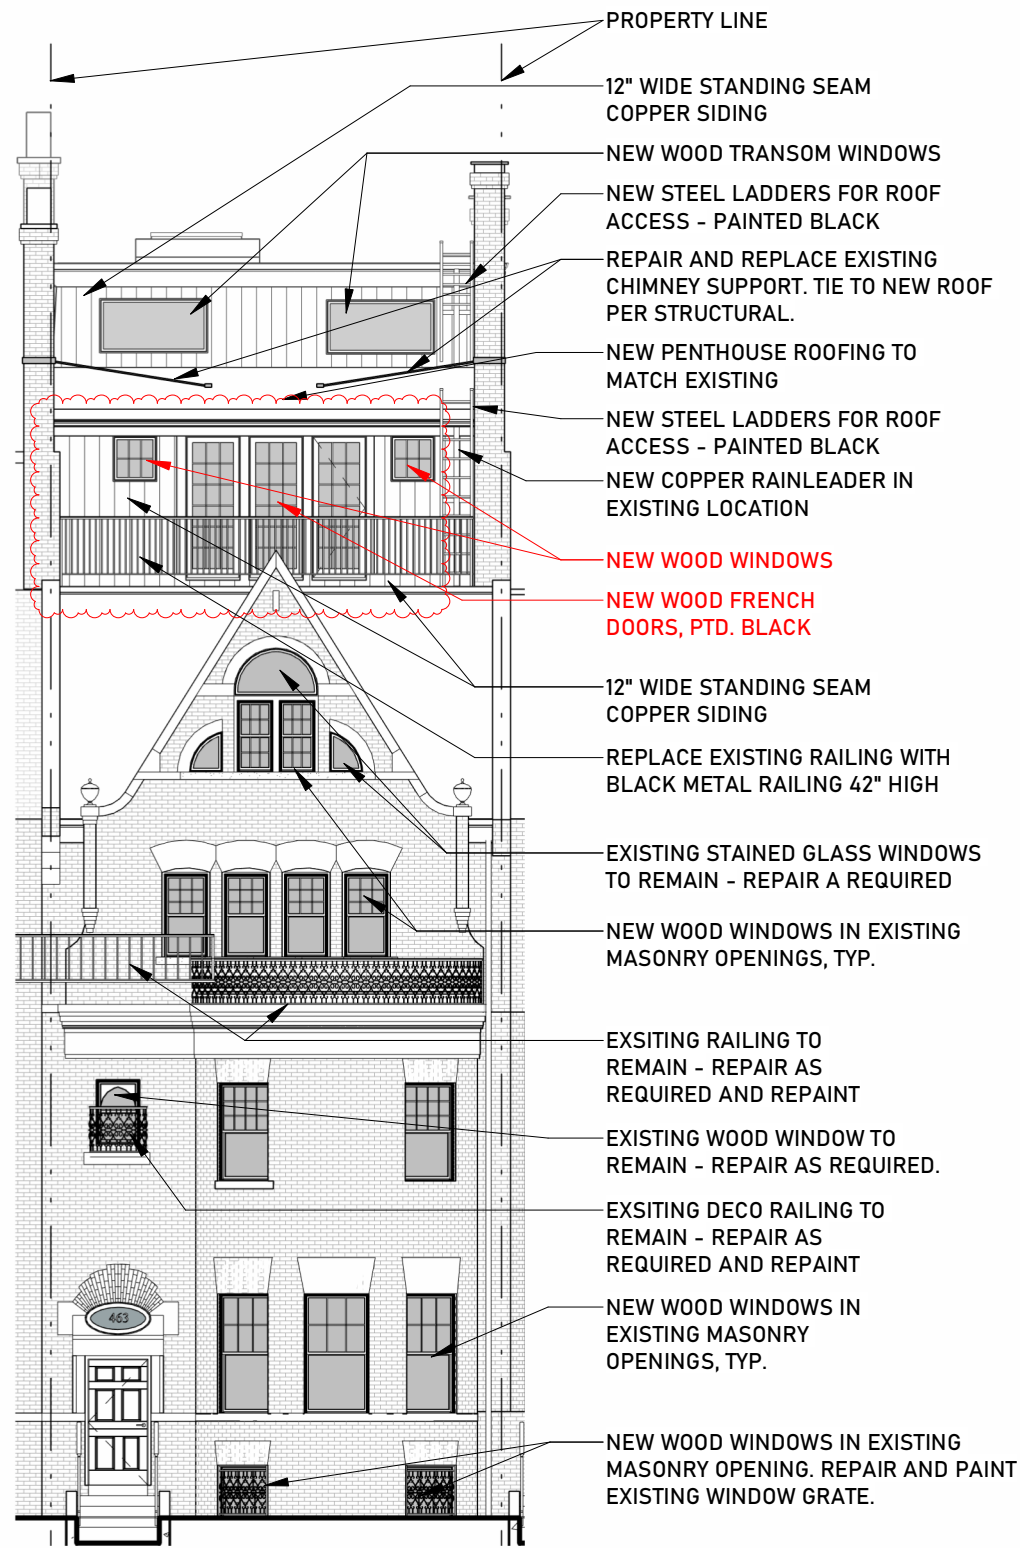 PROPERTY LINE
12" WIDE STANDING SEAM
COPPER SIDING
NEW WOOD TRANSOM WINDOWS
NEW STEEL LADDERS FOR ROOF
ACCESS - PAINTED BLACK
REPAIR AND REPLACE EXISTING
CHIMNEY SUPPORT. TIE TO NEW ROOF
PER STRUCTURAL.
NEW PENTHOUSE ROOFING TO
MATCH EXISTING
NEW STEEL LADDERS FOR ROOF
ACCESS - PAINTED BLACK
NEW COPPER RAINLEADER IN
EXISTING LOCATION
NEW WOOD WINDOWS
NEW WOOD FRENCH
DOORS, PTD. BLACK
12" WIDE STANDING SEAM
COPPER SIDING
REPLACE EXISTING RAILING WITH
BLACK METAL RAILING 42" HIGH
EXISTING STAINED GLASS WINDOWS
TO REMAIN - REPAIR A REQUIRED
NEW WOOD WINDOWS IN EXISTING
MASONRY OPENINGS, TYP.
EXSITING RAILING TO
REMAIN - REPAIR AS
REQUIRED AND REPAINT
EXISTING WOOD WINDOW TO
REMAIN - REPAIR AS REQUIRED.
EXSITING DECO RAILING TO
REMAIN - REPAIR AS
REQUIRED AND REPAINT
NEW WOOD WINDOWS IN
EXISTING MASONRY
OPENINGS, TYP.
463
NEW WOOD WINDOWS IN EXISTING
MASONRY OPENING. REPAIR AND PAINT
EXISTING WINDOW GRATE.